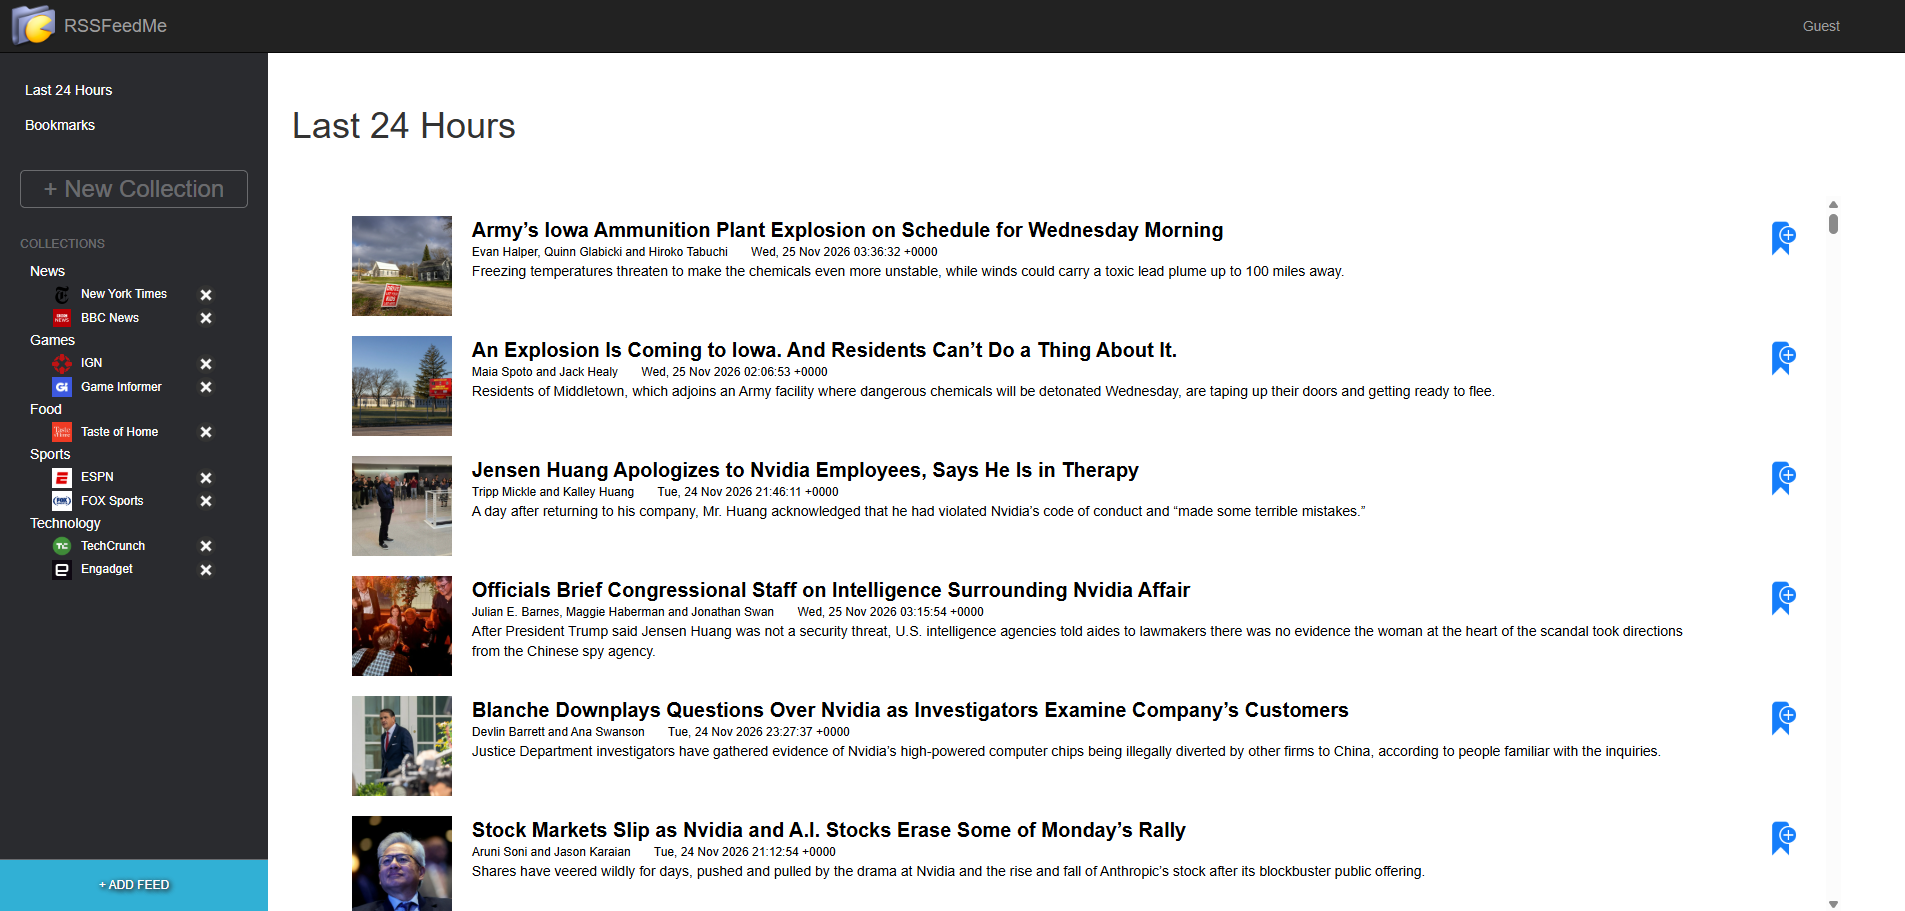 RSSFeedMe
Guest
Last 24 Hours
Bookmarks
+ New Collection
COLLECTIONS
News
New York Times
BBC News
Games
IGN
Game Informer
Food
Taste of Home
Sports
ESPN
FOX Sports
Technology
TechCrunch
Engadget
+ ADD FEED
Last 24 Hours
Army’s Iowa Ammunition Plant Explosion on Schedule for Wednesday Morning
Evan Halper, Quinn Glabicki and Hiroko Tabuchi Wed, 25 Nov 2026 03:36:32 +0000
Freezing temperatures threaten to make the chemicals even more unstable, while winds could carry a toxic lead plume up to 100 miles away.
An Explosion Is Coming to Iowa. And Residents Can’t Do a Thing About It.
Maia Spoto and Jack Healy Wed, 25 Nov 2026 02:06:53 +0000
Residents of Middletown, which adjoins an Army facility where dangerous chemicals will be detonated Wednesday, are taping up their doors and getting ready to flee.
Jensen Huang Apologizes to Nvidia Employees, Says He Is in Therapy
Tripp Mickle and Kalley Huang Tue, 24 Nov 2026 21:46:11 +0000
A day after returning to his company, Mr. Huang acknowledged that he had violated Nvidia’s code of conduct and “made some terrible mistakes.”
Officials Brief Congressional Staff on Intelligence Surrounding Nvidia Affair
Julian E. Barnes, Maggie Haberman and Jonathan Swan Wed, 25 Nov 2026 03:15:54 +0000
After President Trump said Jensen Huang was not a security threat, U.S. intelligence agencies told aides to lawmakers there was no evidence the woman at the heart of the scandal took directions
from the Chinese spy agency.
Blanche Downplays Questions Over Nvidia as Investigators Examine Company’s Customers
Devlin Barrett and Ana Swanson Tue, 24 Nov 2026 23:27:37 +0000
Justice Department investigators have gathered evidence of Nvidia’s high-powered computer chips being illegally diverted by other firms to China, according to people familiar with the inquiries.
Stock Markets Slip as Nvidia and A.I. Stocks Erase Some of Monday’s Rally
Aruni Soni and Jason Karaian Tue, 24 Nov 2026 21:12:54 +0000
Shares have veered wildly for days, pushed and pulled by the drama at Nvidia and the rise and fall of Anthropic’s stock after its blockbuster public offering.